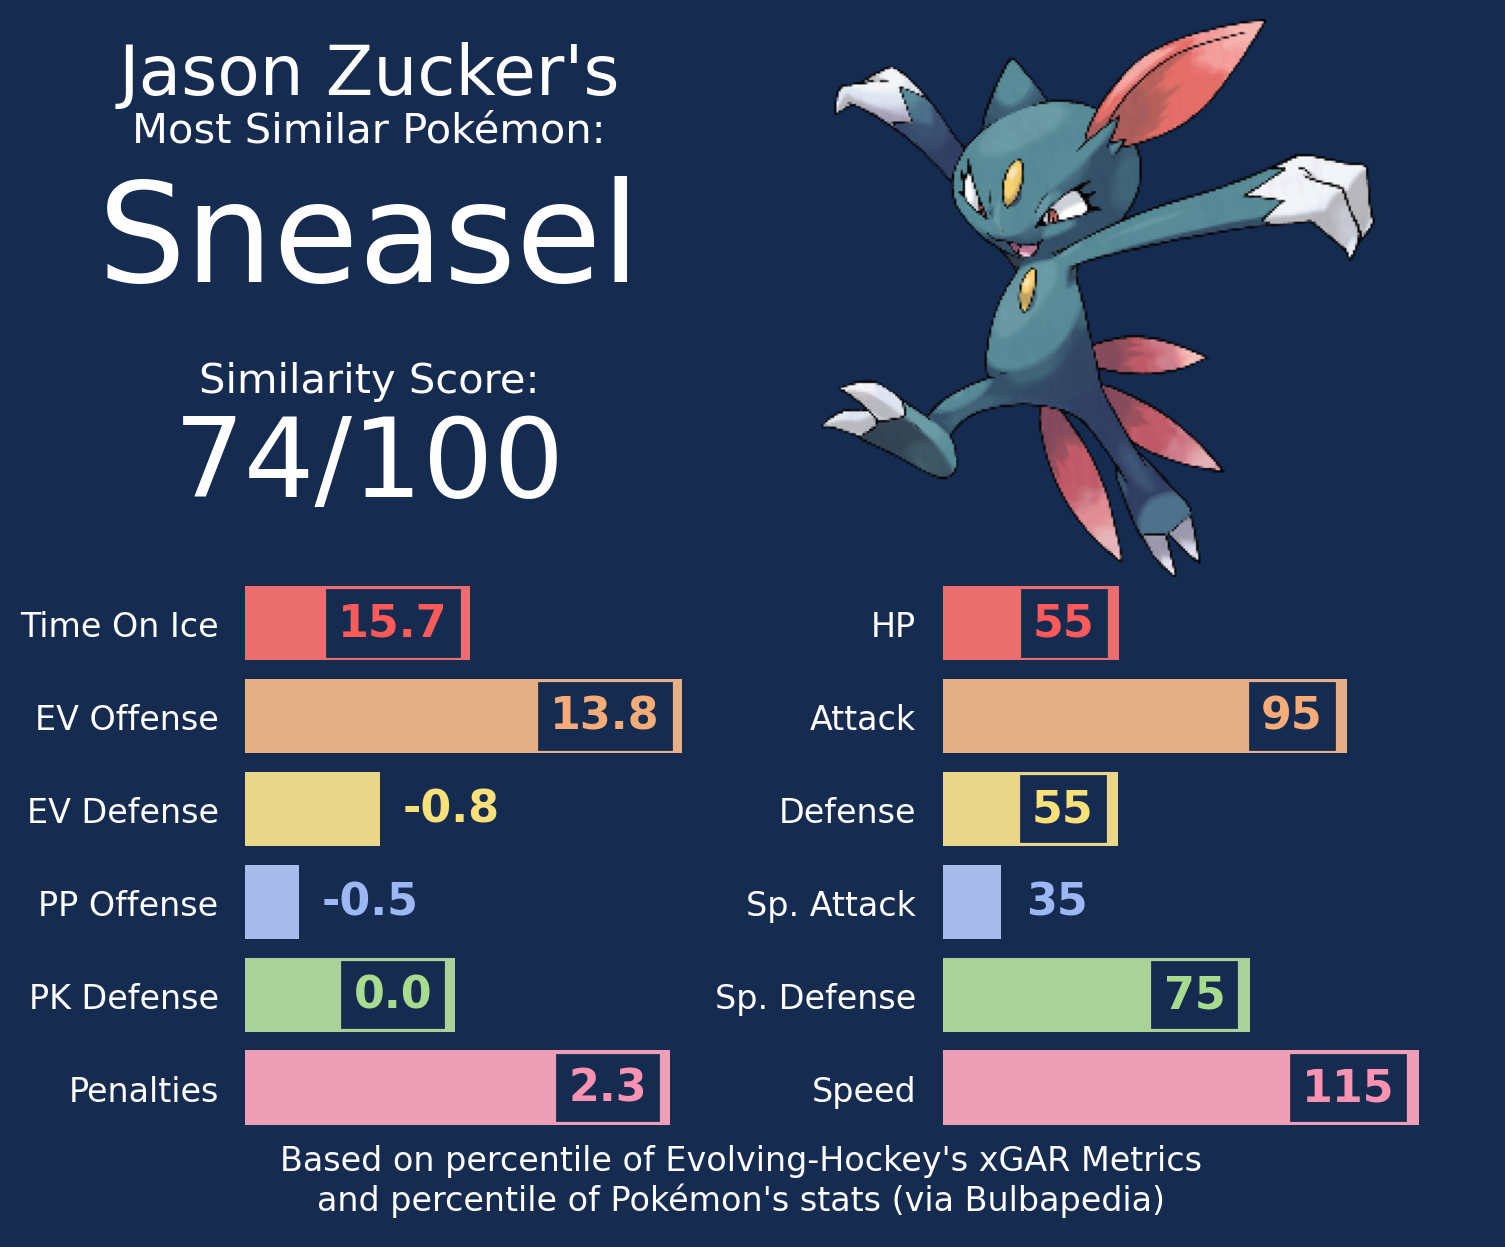 Jason Zucker's
Most Similar Pokémon:
Sneasel
Similarity Score:
74/100
Time On Ice 15.7
EV Offense 13.8
EV Defense -0.8
PP Offense -0.5
PK Defense 0.0
Penalties 2.3
HP 55
Attack 95
Defense 55
Sp. Attack 35
Sp. Defense 75
Speed 115
Based on percentile of Evolving-Hockey's xGAR Metrics
and percentile of Pokémon's stats (via Bulbapedia)